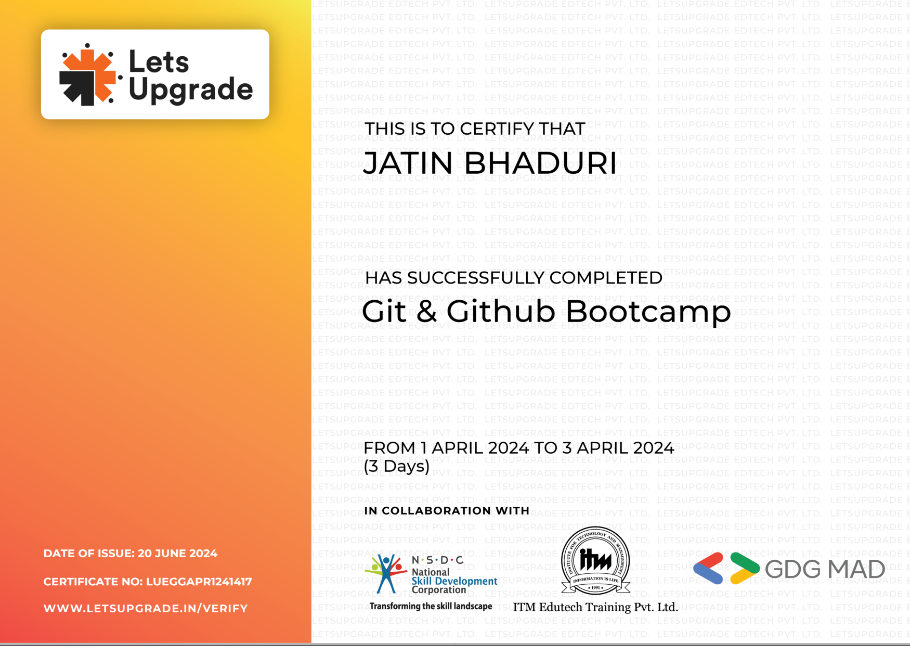 Lets
Upgrade
THIS IS TO CERTIFY THAT
JATIN BHADURI
HAS SUCCESSFULLY COMPLETED
Git & Github Bootcamp
FROM 1 APRIL 2024 TO 3 APRIL 2024
(3 Days)
IN COLLABORATION WITH
N·S·D·C
National
Skill Development
Corporation
Transforming the skill landscape
itm
INFORMATION IS LIFE
ITM Edutech Training Pvt. Ltd.
GDG MAD
DATE OF ISSUE: 20 JUNE 2024
CERTIFICATE NO: LUEGGAPR1241417
WWW.LETSUPGRADE.IN/VERIFY
LETSUPGRADE EDTECH PVT. LTD.